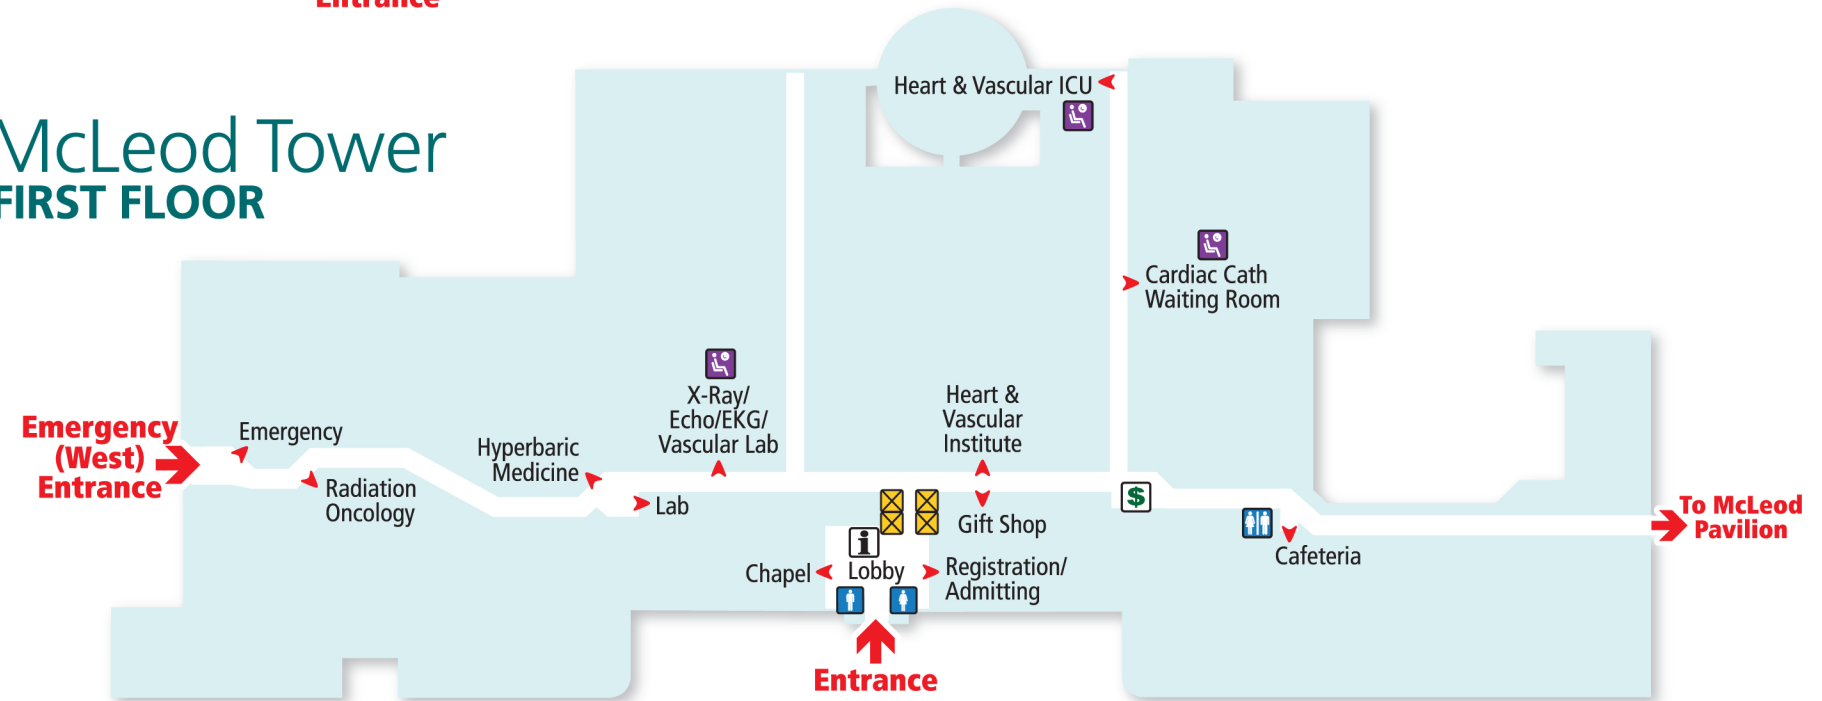 Entrance
McLeod Tower
FIRST FLOOR
Heart & Vascular ICU
Cardiac Cath
Waiting Room
X-Ray/
Echo/EKG/
Vascular Lab
Heart &
Vascular
Institute
Emergency
(West)
Entrance
Emergency
Radiation
Oncology
Hyperbaric
Medicine
Lab
$
Gift Shop
i
Lobby
Chapel
Registration/
Admitting
Cafeteria
To McLeod
Pavilion
Entrance